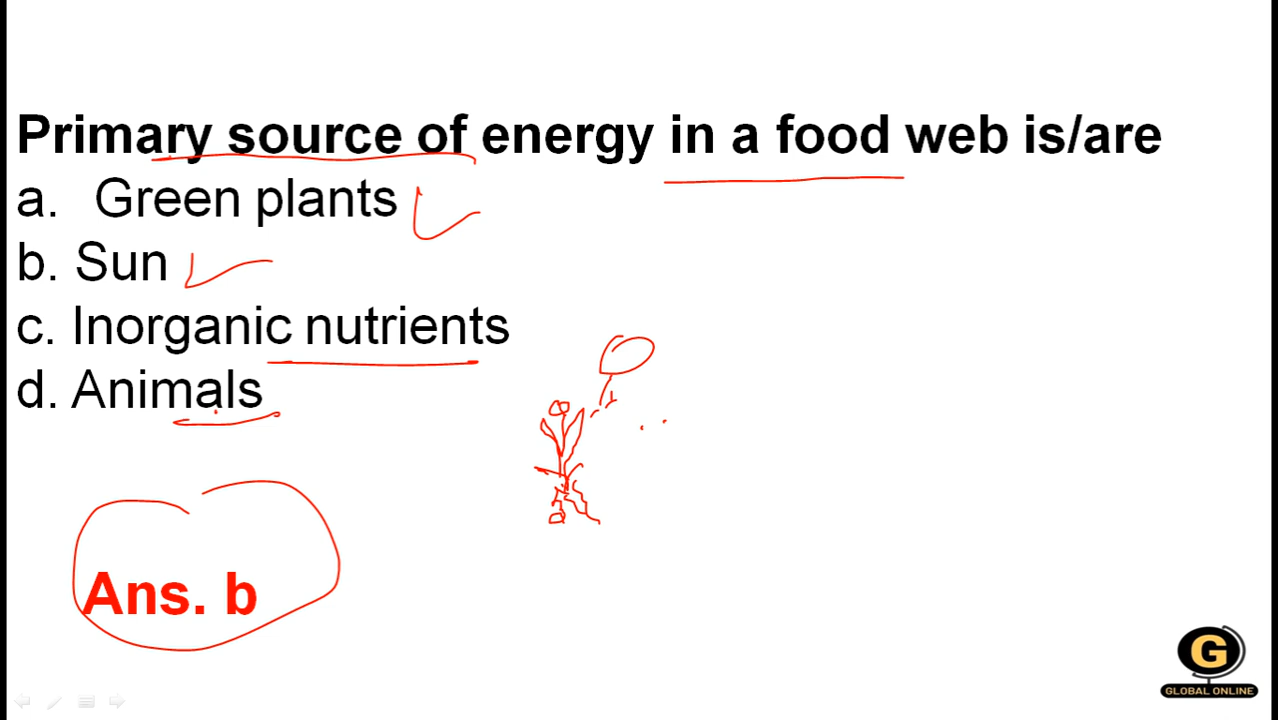 Primary source of energy in a food web is/are
a. Green plants
b. Sun
c. Inorganic nutrients
d. Animals
Ans. b
G
GLOBAL ONLINE